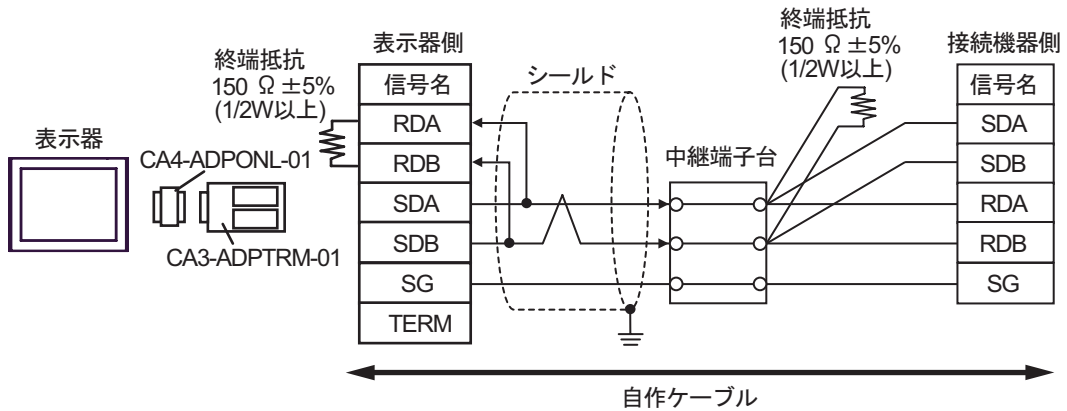 表示器
CA4-ADPONL-01
CA3-ADPTRM-01
終端抵抗
150 Ω ±5%
(1/2W以上)
表示器側
信号名
RDA
RDB
SDA
SDB
SG
TERM
シールド
中継端子台
終端抵抗
150 Ω ±5%
(1/2W以上)
接続機器側
信号名
SDA
SDB
RDA
RDB
SG
自作ケーブル